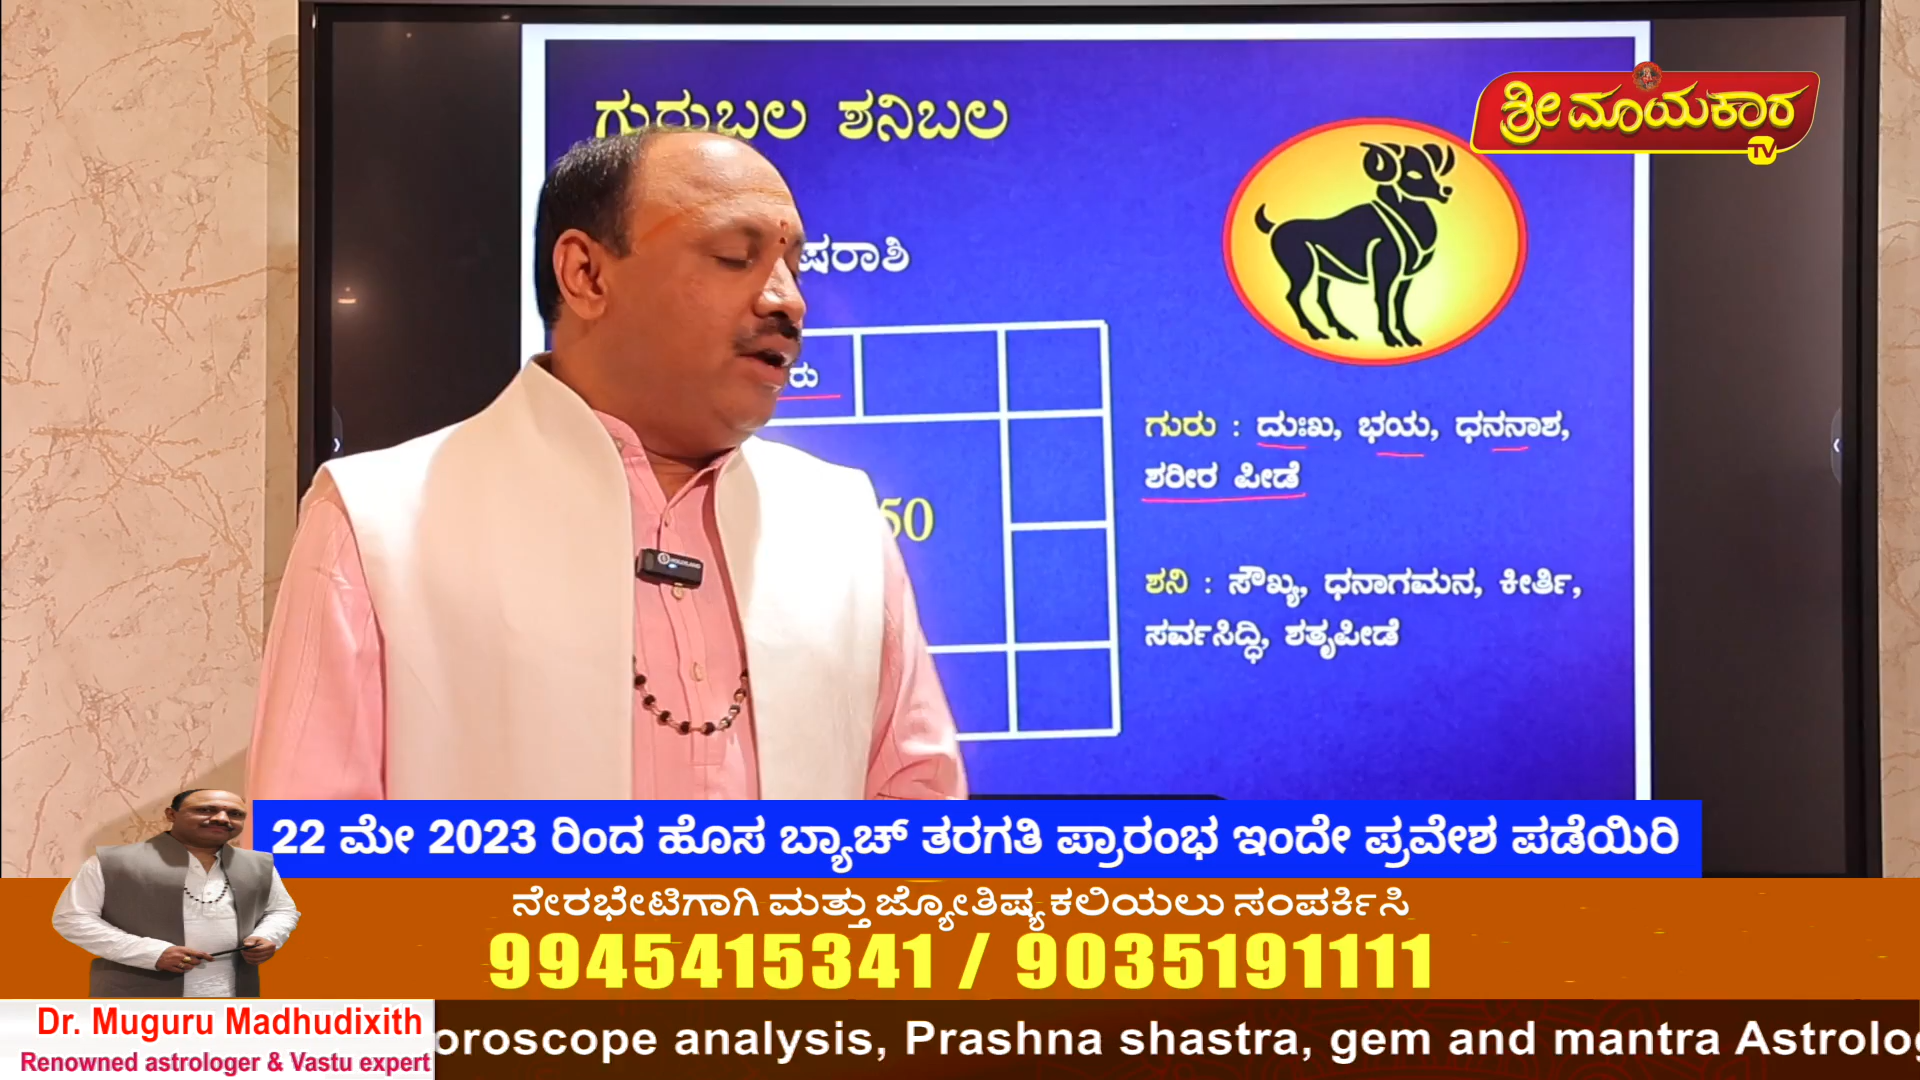 ಗುರುಬಲ ಶನಿಬಲ
ಶ್ರೀ ಮಾಯಕ್ಕಾರ
TV
ಷರಾಶಿ
ರು
50
ಗುರು : ದುಃಖ, ಭಯ, ಧನನಾಶ,
ಶರೀರ ಪೀಡೆ
ಶನಿ : ಸೌಖ್ಯ, ಧನಾಗಮನ, ಕೀರ್ತಿ,
ಸರ್ವಸಿದ್ಧಿ, ಶತೃಪೀಡೆ
22 ಮೇ 2023 ರಿಂದ ಹೊಸ ಬ್ಯಾಚ್ ತರಗತಿ ಪ್ರಾರಂಭ ಇಂದೇ ಪ್ರವೇಶ ಪಡೆಯಿರಿ
ನೇರಭೇಟಿಗಾಗಿ ಮತ್ತು ಜ್ಯೋತಿಷ್ಯ ಕಲಿಯಲು ಸಂಪರ್ಕಿಸಿ
9945415341 / 9035191111
Dr. Muguru Madhudixith
Renowned astrologer & Vastu expert
oroscope analysis, Prashna shastra, gem and mantra Astrolog